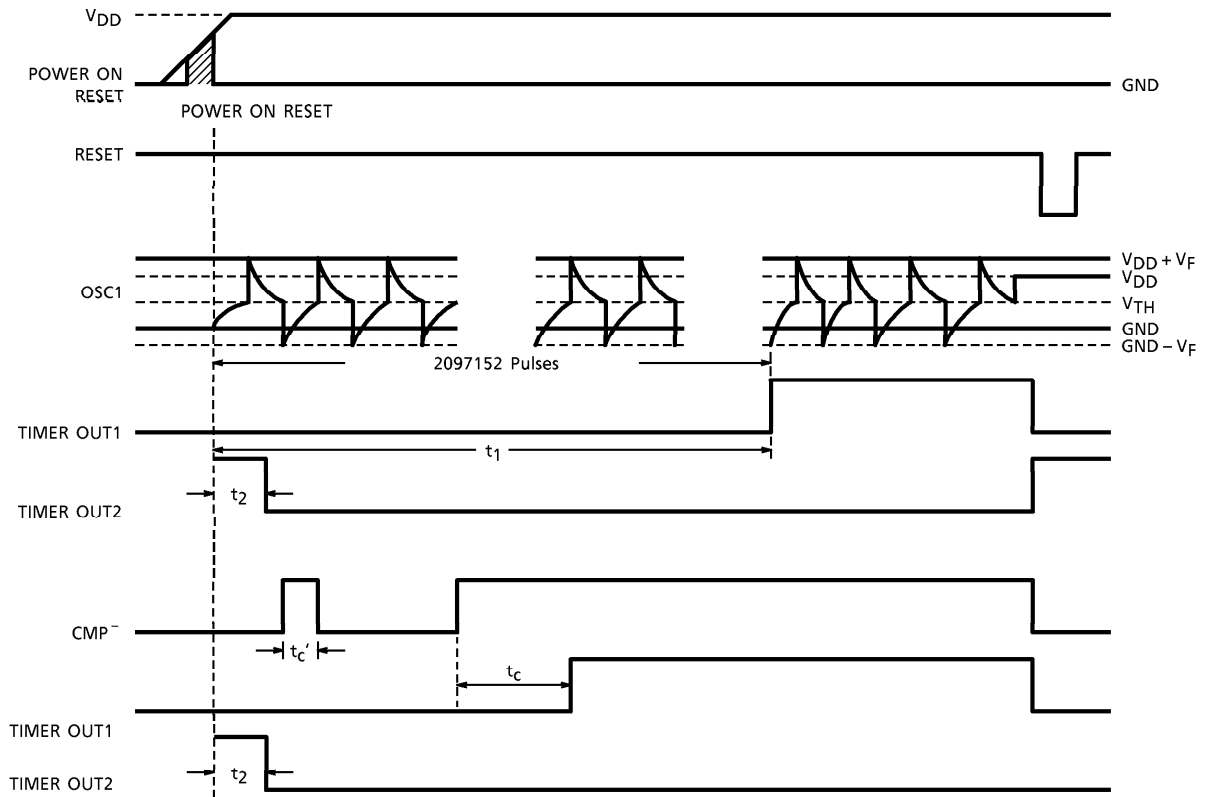 VDD
POWER ON
RESET
GND
POWER ON RESET
RESET
VDD + VF
VDD
OSC1
VTH
GND
GND – VF
2097152 Pulses
TIMER OUT1
t1
t2
TIMER OUT2
CMP–
tc'
tc
TIMER OUT1
t2
TIMER OUT2